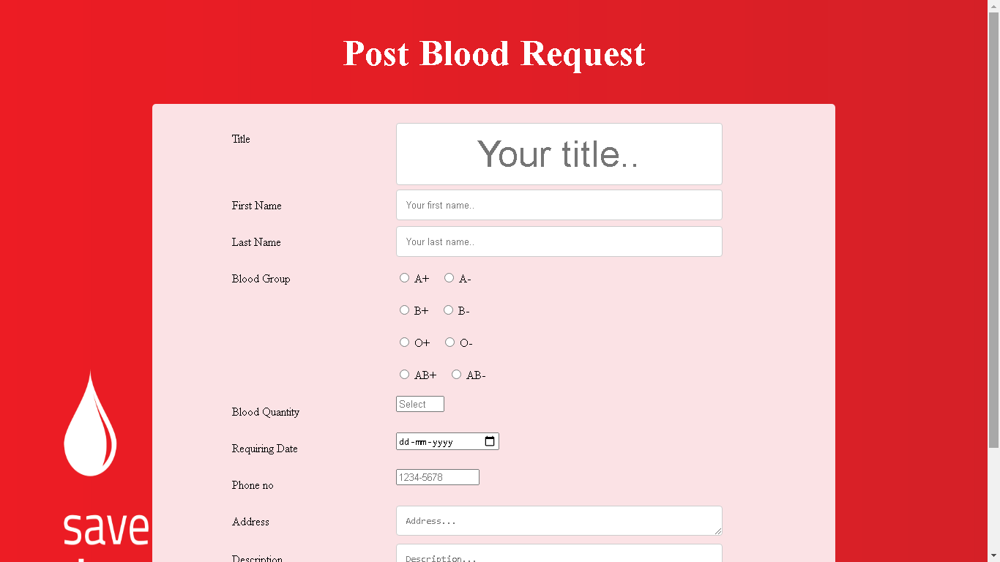 Post Blood Request
Title
Your title..
First Name
Your first name..
Last Name
Your last name..
Blood Group
A+ A-
B+ B-
O+ O-
AB+ AB-
Blood Quantity
Select
Requiring Date
dd-mm-yyyy
Phone no
1234-5678
Address
Address...
save
Description
Description...